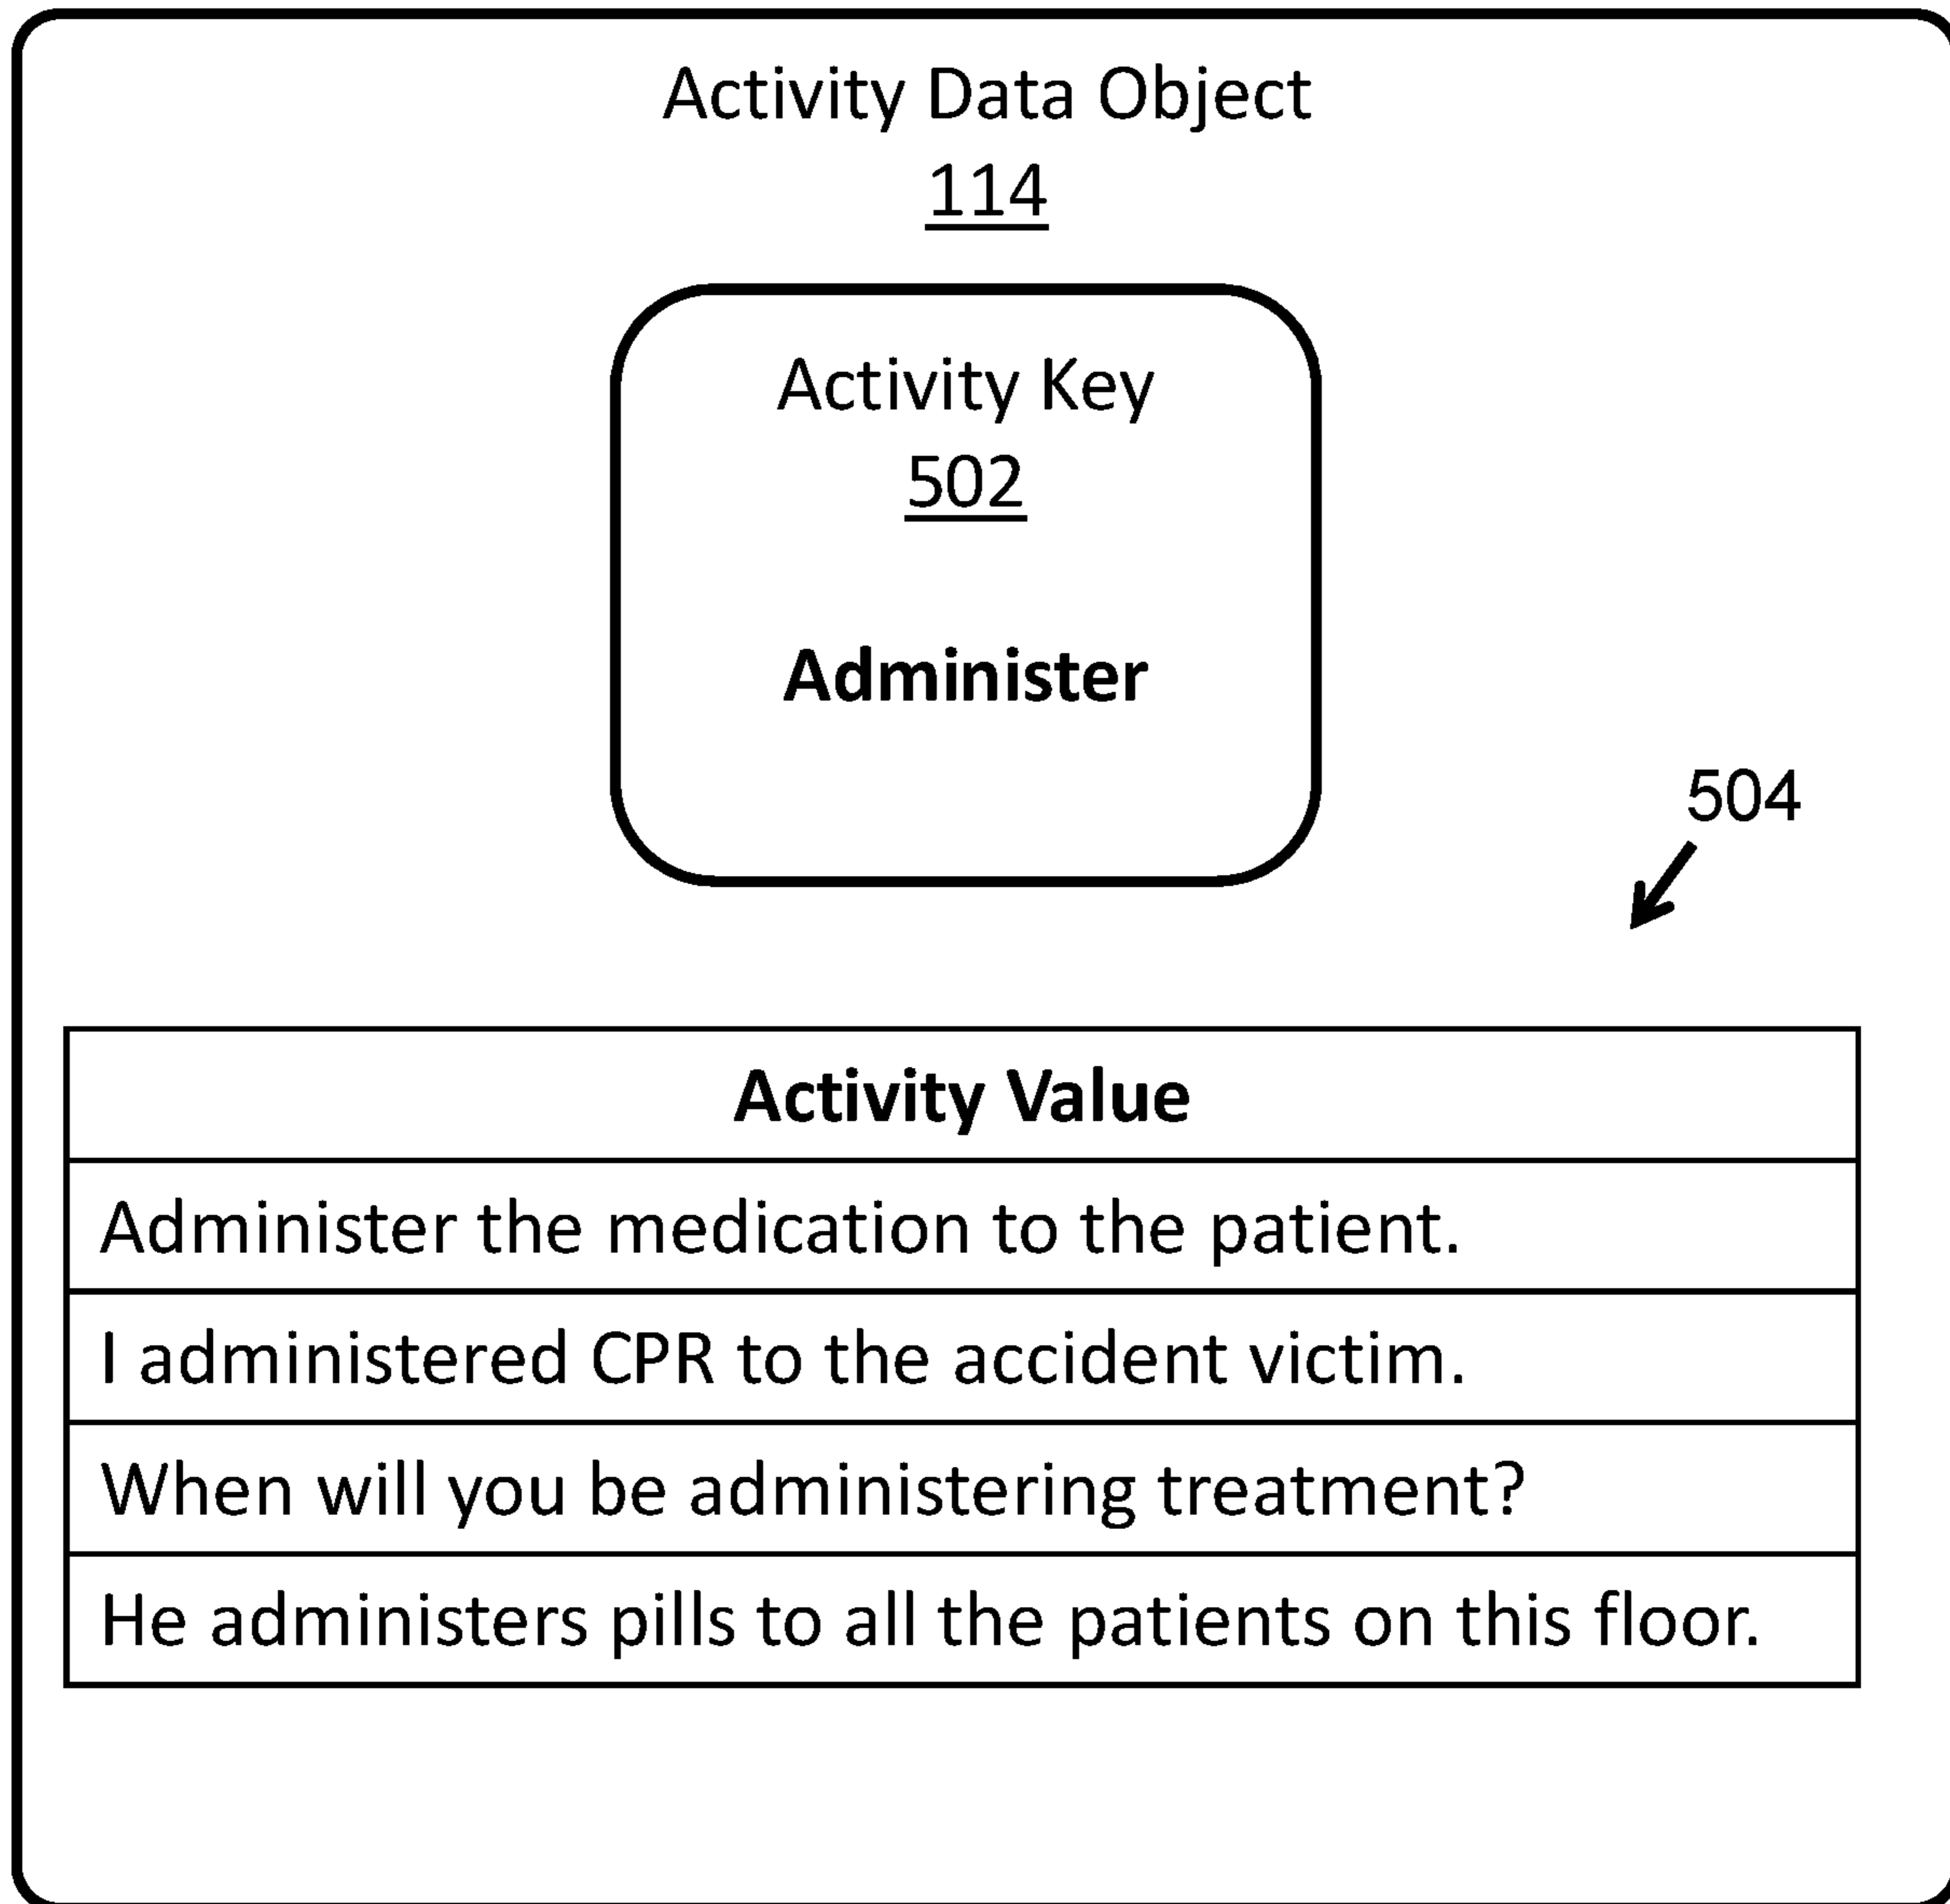 Activity Data Object
114
Activity Key
502
Administer
504
Activity Value
Administer the medication to the patient.
I administered CPR to the accident victim.
When will you be administering treatment?
He administers pills to all the patients on this floor.